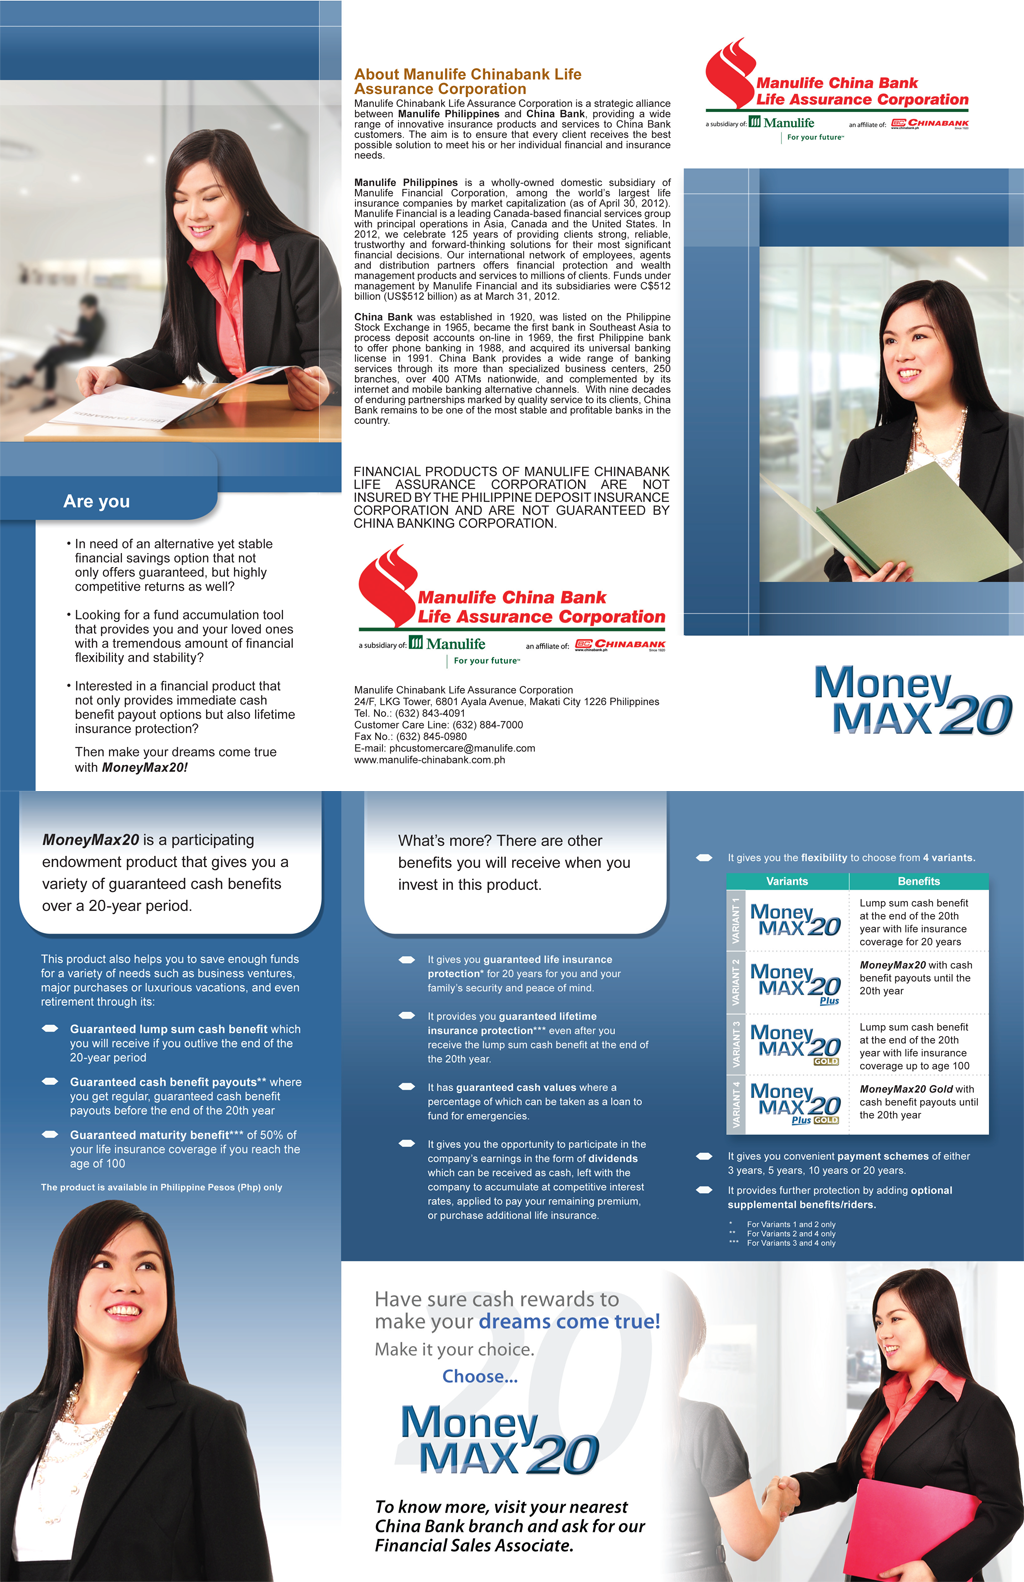 About Manulife Chinabank Life
Assurance Corporation
Manulife Chinabank Life Assurance Corporation is a strategic alliance
between Manulife Philippines and China Bank, providing a wide
range of innovative insurance products and services to China Bank
customers. The aim is to ensure that every client receives the best
possible solution to meet his or her individual financial and insurance
needs.
Manulife Philippines is a wholly-owned domestic subsidiary of
Manulife Financial Corporation, among the world's largest life
insurance companies by market capitalization (as of April 30, 2012).
Manulife Financial is a leading Canada-based financial services group
with principal operations in Asia, Canada and the United States. In
2012, we celebrate 125 years of providing clients strong, reliable,
trustworthy and forward-thinking solutions for their most significant
financial decisions. Our international network of employees, agents
and distribution partners offers financial protection and wealth
management products and services to millions of clients. Funds under
management by Manulife Financial and its subsidiaries were C$512
billion (US$512 billion) as at March 31, 2012.
China Bank was established in 1920, was listed on the Philippine
Stock Exchange in 1965, became the first bank in Southeast Asia to
process deposit accounts on-line in 1969, the first Philippine bank
to offer phone banking in 1988, and acquired its universal banking
license in 1991. China Bank provides a wide range of banking
services through its more than specialized business centers, 250
branches, over 400 ATMs nationwide, and complemented by its
internet and mobile banking alternative channels. With nine decades
of enduring partnerships marked by quality service to its clients, China
Bank remains to be one of the most stable and profitable banks in the
country.
FINANCIAL PRODUCTS OF MANULIFE CHINABANK
LIFE ASSURANCE CORPORATION ARE NOT
INSURED BY THE PHILIPPINE DEPOSIT INSURANCE
CORPORATION AND ARE NOT GUARANTEED BY
CHINA BANKING CORPORATION.
Manulife China Bank
Life Assurance Corporation
a subsidiary of: Manulife an affiliate of: CHINABANK
www.chinabank.ph Since 1920
For your future™
Manulife Chinabank Life Assurance Corporation
24/F, LKG Tower, 6801 Ayala Avenue, Makati City 1226 Philippines
Tel. No.: (632) 843-4091
Customer Care Line: (632) 884-7000
Fax No.: (632) 845-0980
E-mail: phcustomercare@manulife.com
www.manulife-chinabank.com.ph
Manulife China Bank
Life Assurance Corporation
a subsidiary of: Manulife an affiliate of: CHINABANK
www.chinabank.ph Since 1920
For your future™
Money
MAX 20
Are you
• In need of an alternative yet stable
financial savings option that not
only offers guaranteed, but highly
competitive returns as well?
• Looking for a fund accumulation tool
that provides you and your loved ones
with a tremendous amount of financial
flexibility and stability?
• Interested in a financial product that
not only provides immediate cash
benefit payout options but also lifetime
insurance protection?
Then make your dreams come true
with MoneyMax20!
MoneyMax20 is a participating
endowment product that gives you a
variety of guaranteed cash benefits
over a 20-year period.
This product also helps you to save enough funds
for a variety of needs such as business ventures,
major purchases or luxurious vacations, and even
retirement through its:
Guaranteed lump sum cash benefit which
you will receive if you outlive the end of the
20-year period
Guaranteed cash benefit payouts** where
you get regular, guaranteed cash benefit
payouts before the end of the 20th year
Guaranteed maturity benefit*** of 50% of
your life insurance coverage if you reach the
age of 100
The product is available in Philippine Pesos (Php) only
What's more? There are other
benefits you will receive when you
invest in this product.
It gives you guaranteed life insurance
protection* for 20 years for you and your
family's security and peace of mind.
It provides you guaranteed lifetime
insurance protection*** even after you
receive the lump sum cash benefit at the end of
the 20th year.
It has guaranteed cash values where a
percentage of which can be taken as a loan to
fund for emergencies.
It gives you the opportunity to participate in the
company's earnings in the form of dividends
which can be received as cash, left with the
company to accumulate at competitive interest
rates, applied to pay your remaining premium,
or purchase additional life insurance.
It gives you the flexibility to choose from 4 variants.
Variants Benefits
VARIANT 1
Money
MAX 20
Lump sum cash benefit
at the end of the 20th
year with life insurance
coverage for 20 years
VARIANT 2
Money
MAX 20
Plus
MoneyMax20 with cash
benefit payouts until the
20th year
VARIANT 3
Money
MAX 20
GOLD
Lump sum cash benefit
at the end of the 20th
year with life insurance
coverage up to age 100
VARIANT 4
Money
MAX 20
Plus GOLD
MoneyMax20 Gold with
cash benefit payouts until
the 20th year
It gives you convenient payment schemes of either
3 years, 5 years, 10 years or 20 years.
It provides further protection by adding optional
supplemental benefits/riders.
* For Variants 1 and 2 only
** For Variants 2 and 4 only
*** For Variants 3 and 4 only
20
Have sure cash rewards to
make your dreams come true!
Make it your choice.
Choose...
Money
MAX 20
To know more, visit your nearest
China Bank branch and ask for our
Financial Sales Associate.